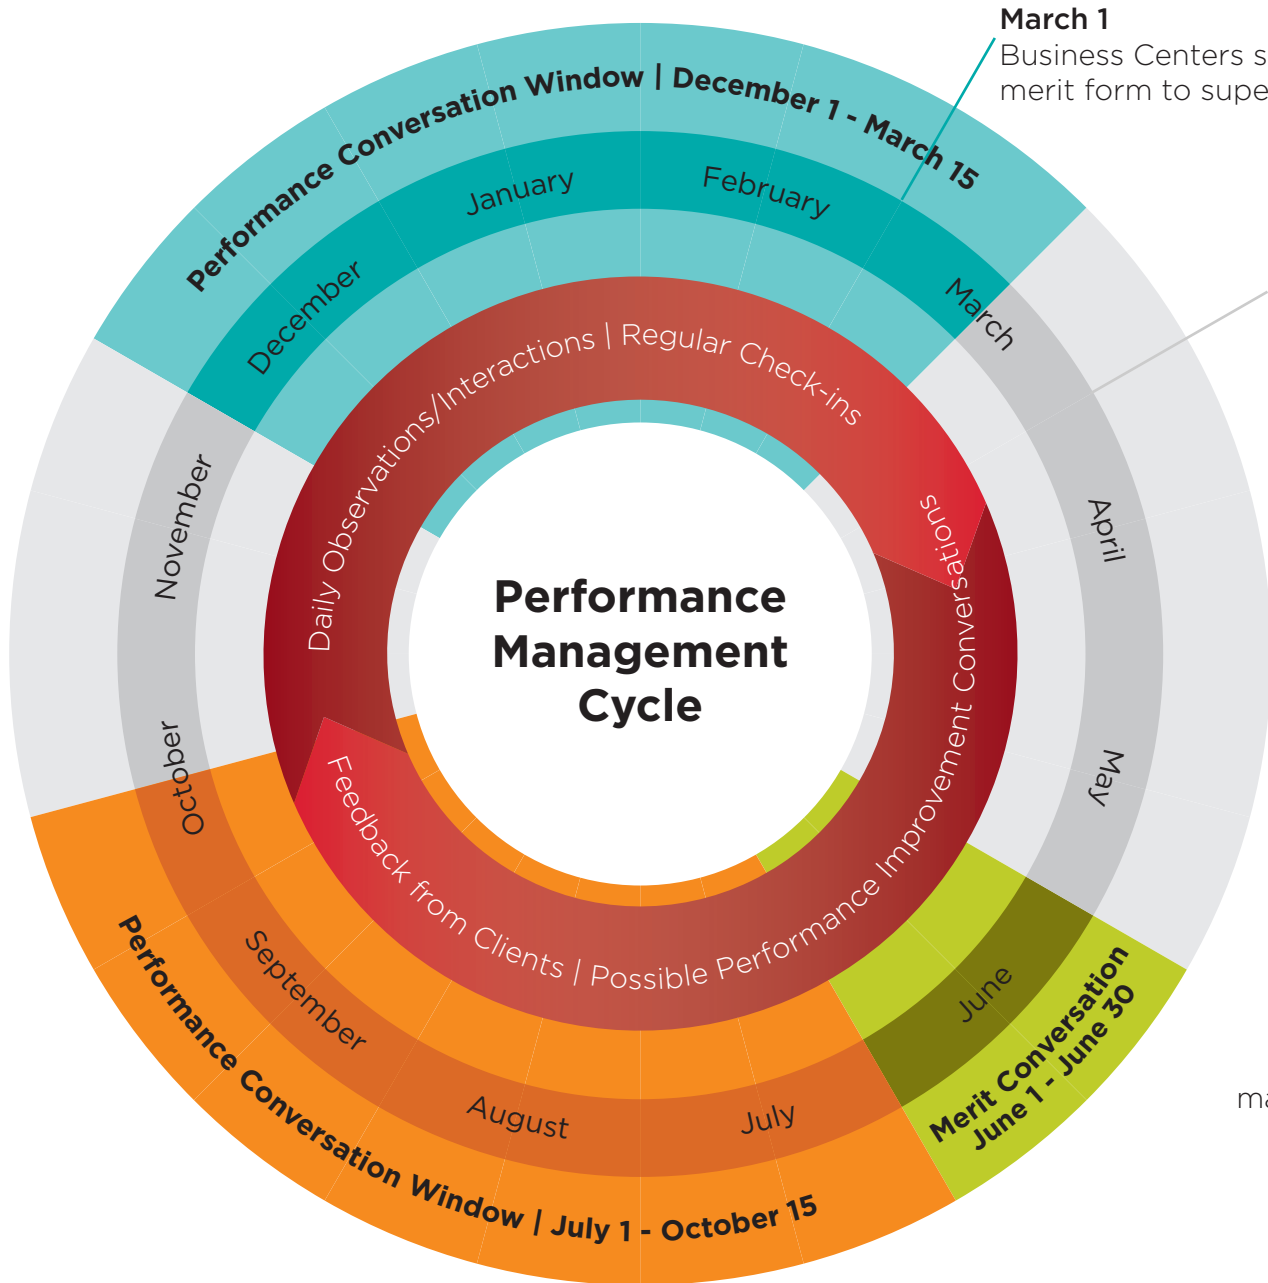 March 1
Business Centers s
merit form to supe
Performance Conversation Window | December 1 - March 15
January
February
December
March
November
April
October
May
September
June
August
July
Daily Observations/Interactions | Regular Check-ins
Feedback from Clients | Possible Performance Improvement Conversations
Performance
Management
Cycle
Merit Conversation
June 1 - June 30
Performance Conversation Window | July 1 - October 15
ma